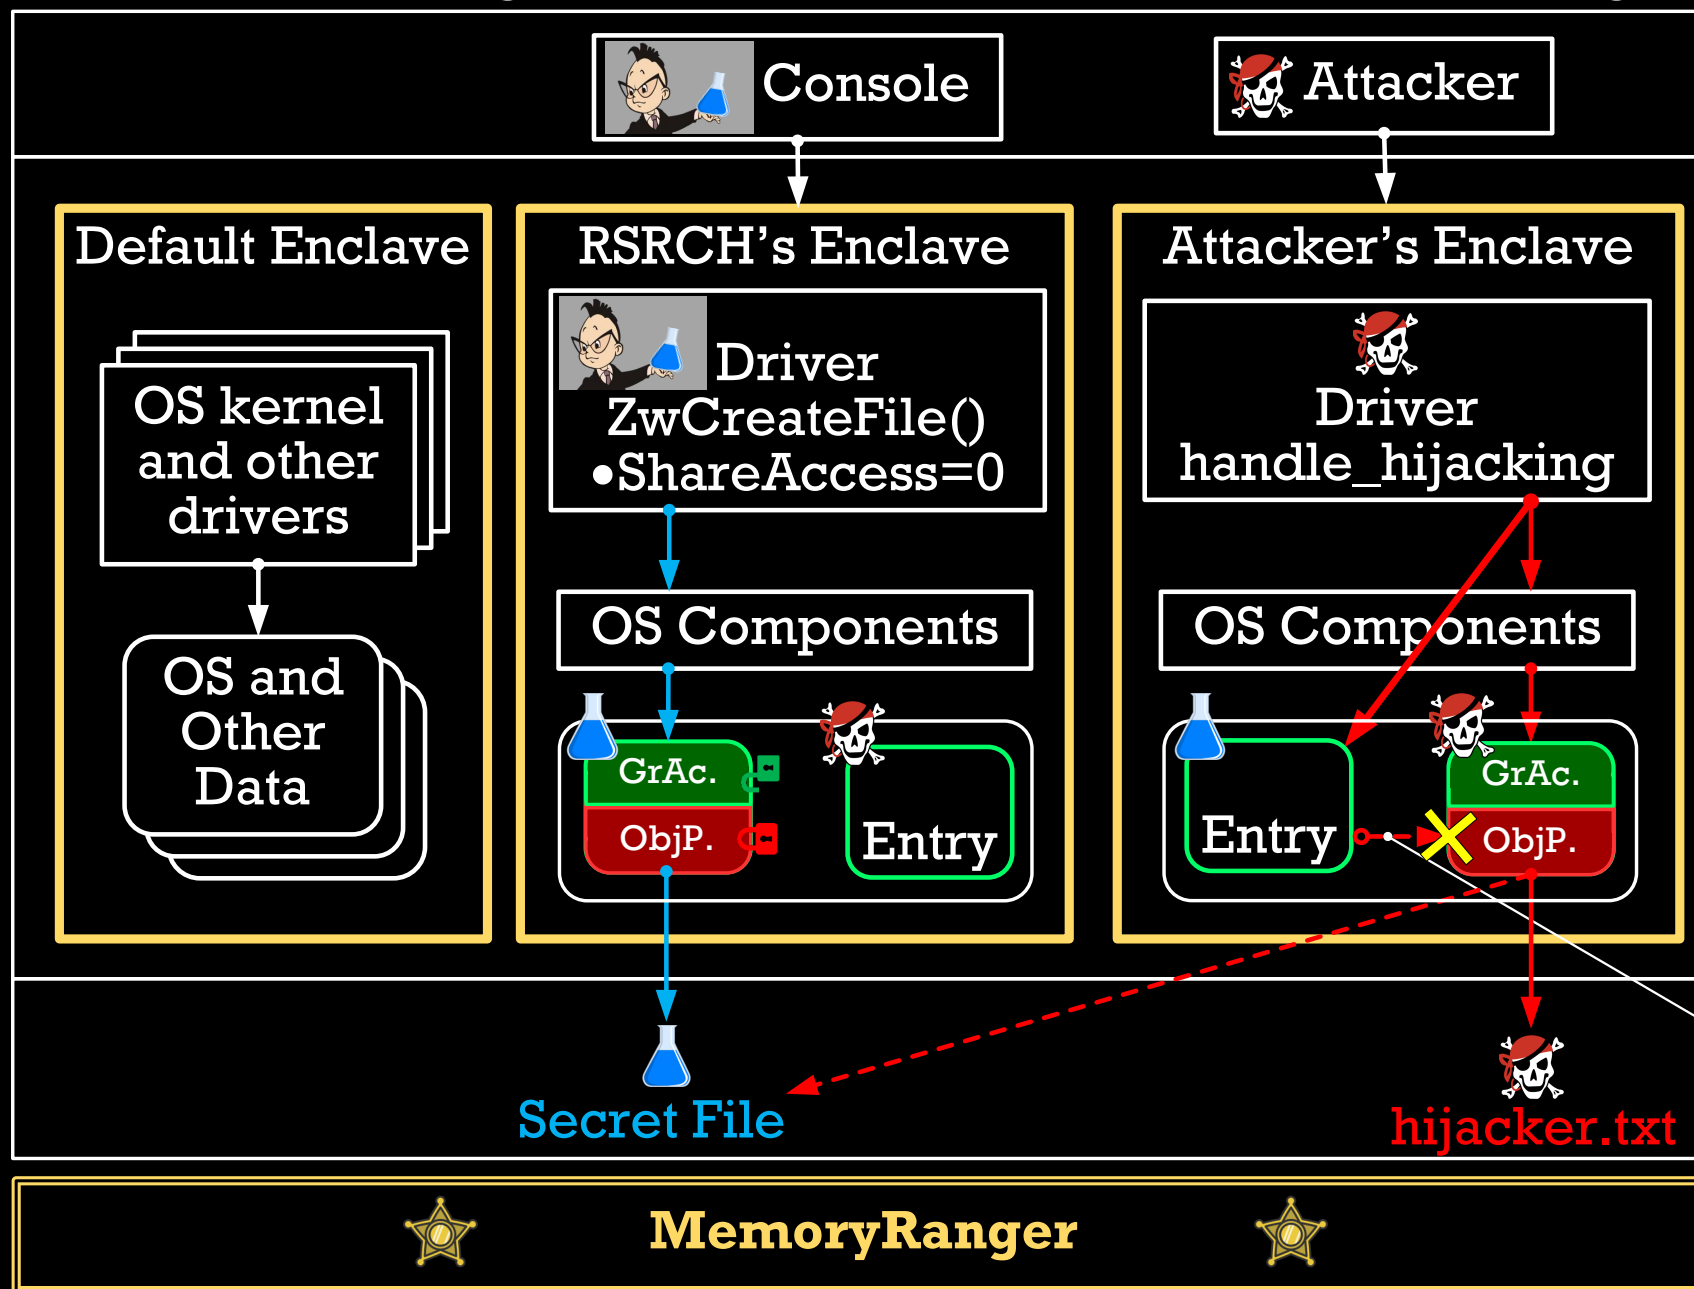 Console
Attacker
Default Enclave
OS kernel
and other
drivers
OS and
Other
Data
RSRCH's Enclave
Driver
ZwCreateFile()
●ShareAccess=0
OS Components
GrAc.
ObjP.
Entry
Attacker's Enclave
Driver
handle_hijacking
OS Components
Entry
GrAc.
ObjP.
Secret File
hijacker.txt
MemoryRanger